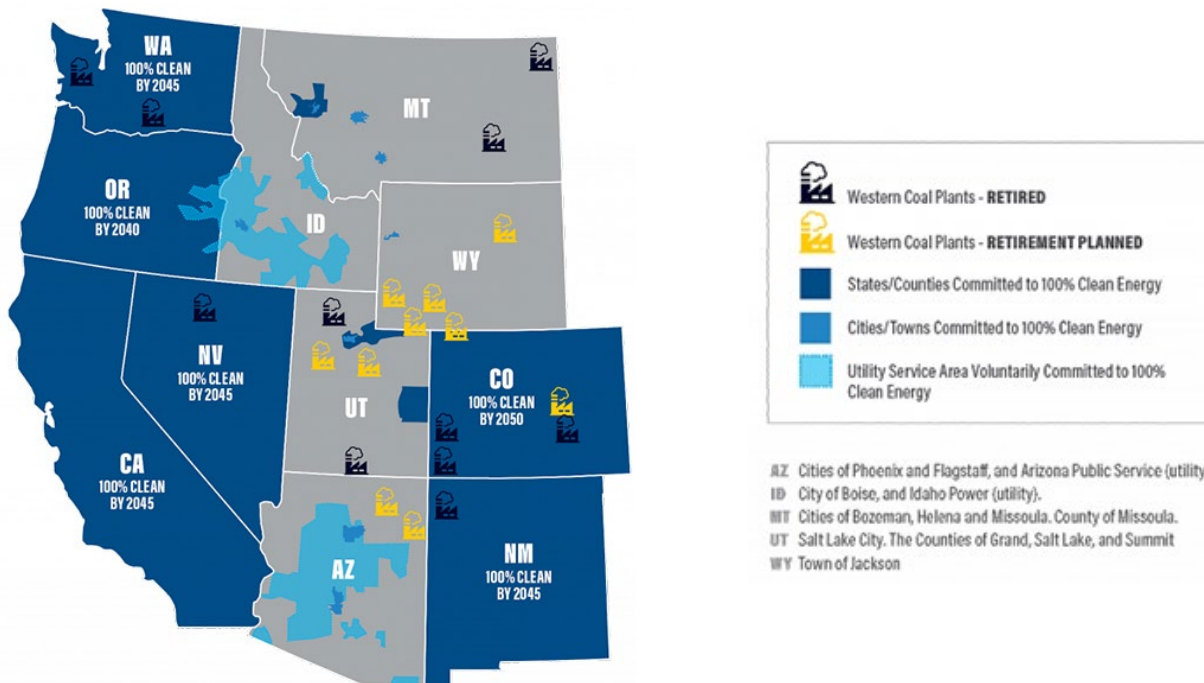 WA
100% CLEAN
BY 2045
MT
OR
100% CLEAN
BY 2040
ID
WY
NV
100% CLEAN
BY 2045
UT
CO
100% CLEAN
BY 2050
CA
100% CLEAN
BY 2045
AZ
NM
100% CLEAN
BY 2045
Western Coal Plants - RETIRED
Western Coal Plants - RETIREMENT PLANNED
States/Counties Committed to 100% Clean Energy
Cities/Towns Committed to 100% Clean Energy
Utility Service Area Voluntarily Committed to 100%
Clean Energy
AZ Cities of Phoenix and Flagstaff, and Arizona Public Service (utility
ID City of Boise, and Idaho Power (utility).
MT Cities of Bozeman, Helena and Missoula. County of Missoula.
UT Salt Lake City. The Counties of Grand, Salt Lake, and Summit
WY Town of Jackson